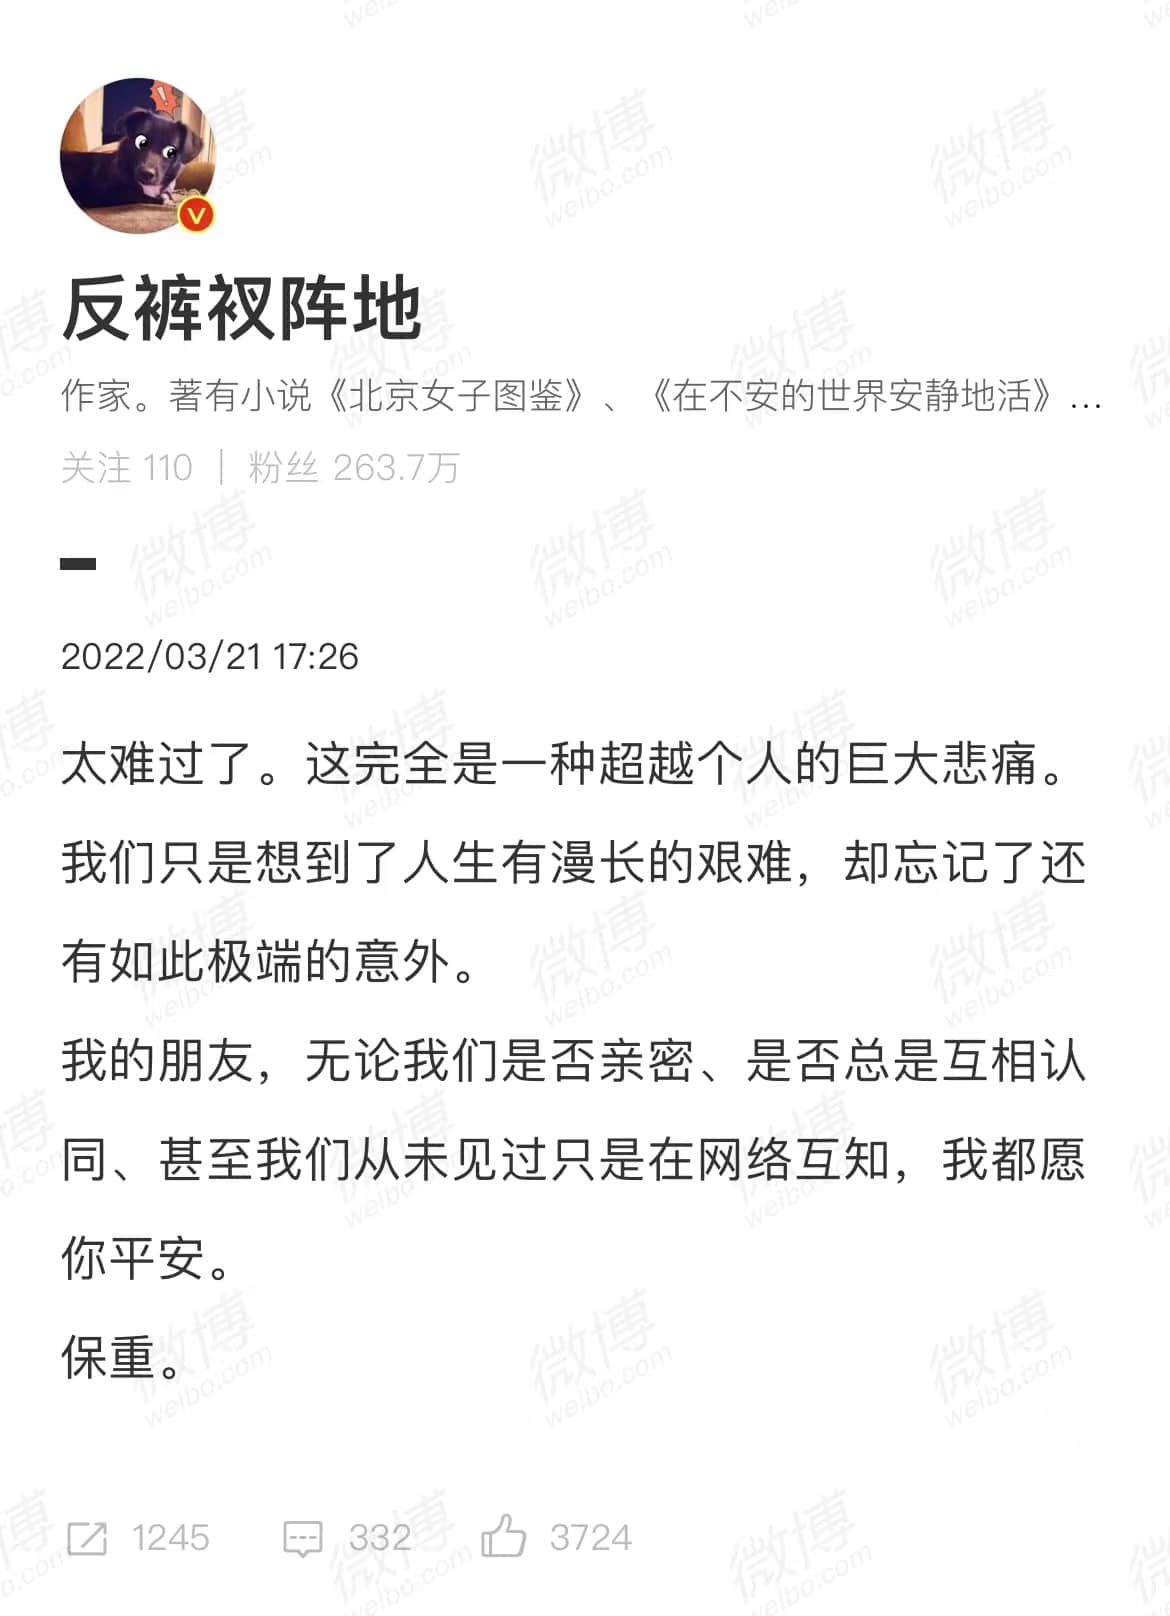 反裤衩阵地
作家。著有小说《北京女子图鉴》、《在不安的世界安静地活》...
关注 110 | 粉丝 263.7万
2022/03/21 17:26
太难过了。这完全是一种超越个人的巨大悲痛。
我们只是想到了人生有漫长的艰难，却忘记了还
有如此极端的意外。
我的朋友，无论我们是否亲密、是否总是互相认
同、甚至我们从未见过只是在网络互知，我都愿
你平安。
保重。
1245 332 3724
微博
weibo.com